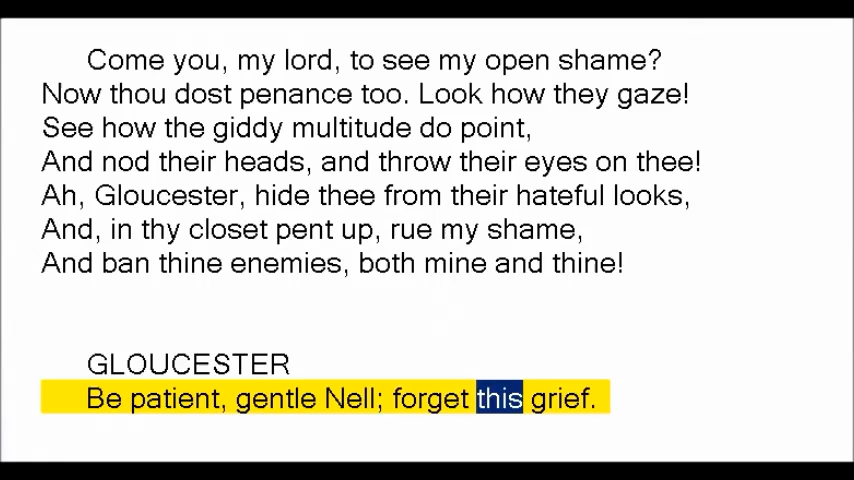 Come you, my lord, to see my open shame?
Now thou dost penance too. Look how they gaze!
See how the giddy multitude do point,
And nod their heads, and throw their eyes on thee!
Ah, Gloucester, hide thee from their hateful looks,
And, in thy closet pent up, rue my shame,
And ban thine enemies, both mine and thine!
GLOUCESTER
Be patient, gentle Nell; forget this grief.